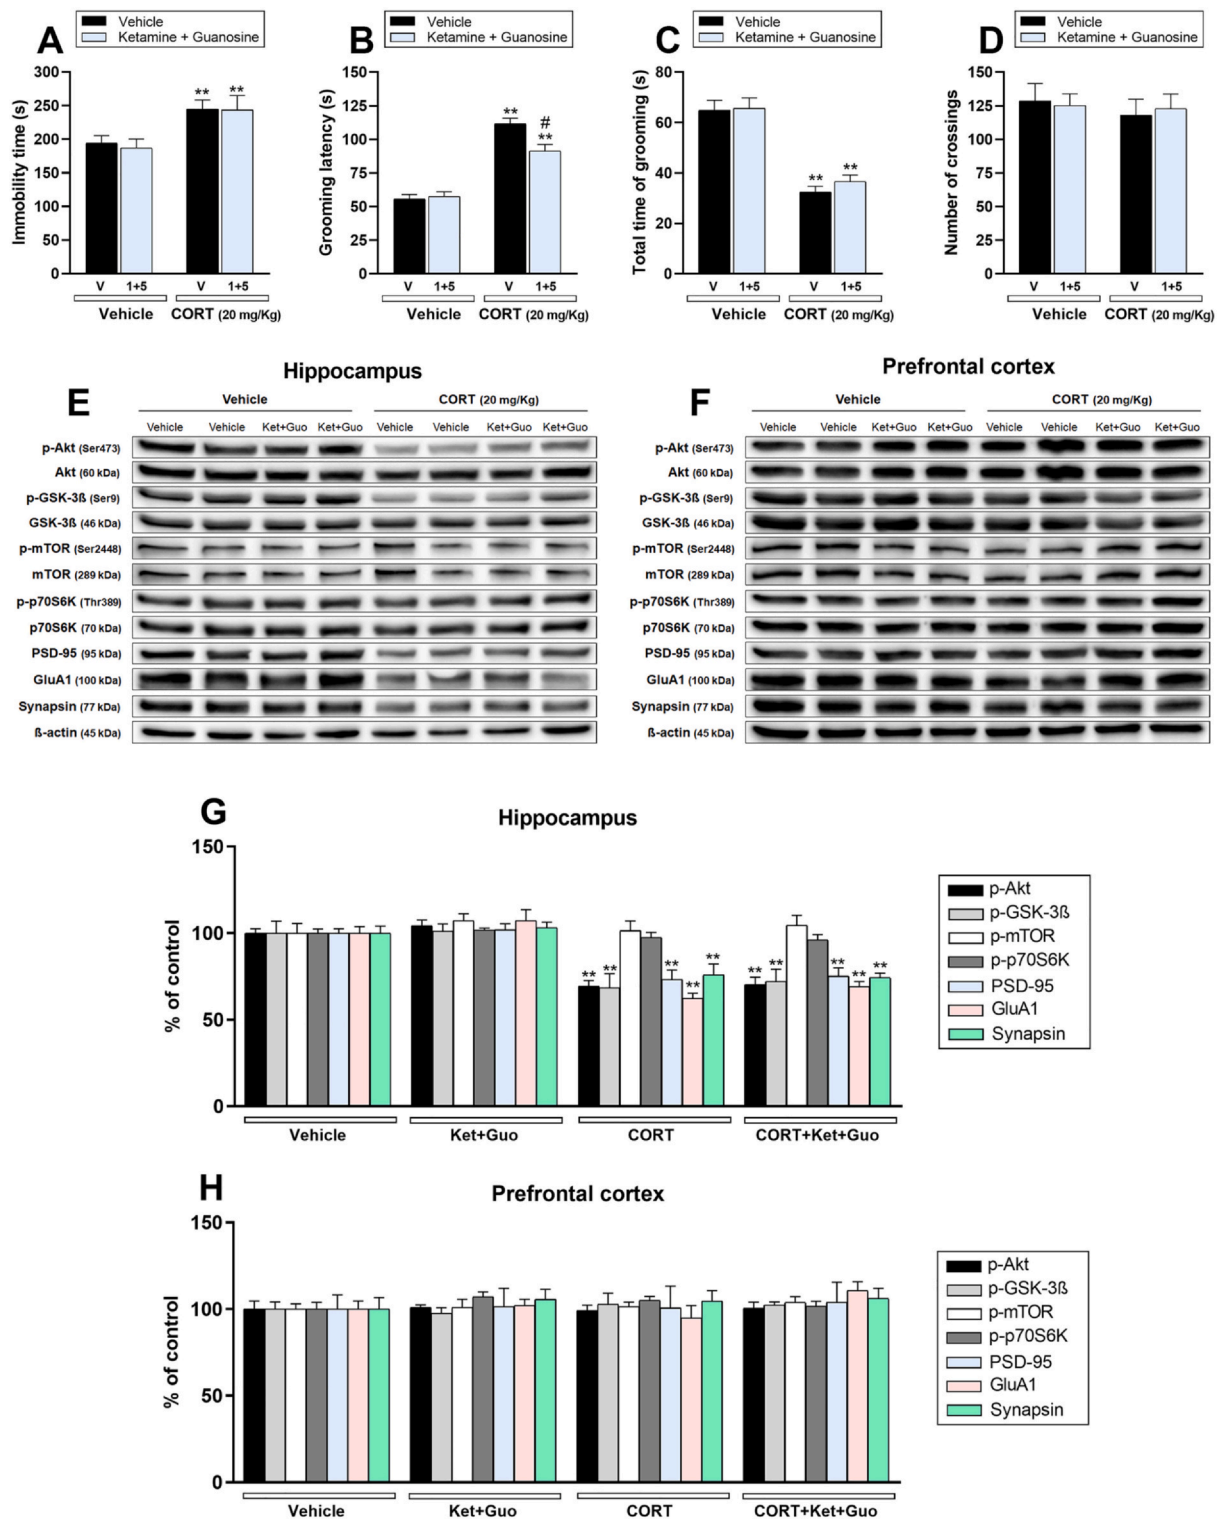 A
Vehicle
Ketamine + Guanosine
Immobility time (s)
300
250
200
150
100
50
0
** **
V 1+5 V 1+5
Vehicle CORT (20 mg/Kg)
B
Vehicle
Ketamine + Guanosine
Grooming latency (s)
150
125
100
75
50
25
0
**
#
**
V 1+5 V 1+5
Vehicle CORT (20 mg/Kg)
C
Vehicle
Ketamine + Guanosine
Total time of grooming (s)
80
60
40
20
0
** **
V 1+5 V 1+5
Vehicle CORT (20 mg/Kg)
D
Vehicle
Ketamine + Guanosine
Number of crossings
150
125
100
75
50
25
0
V 1+5 V 1+5
Vehicle CORT (20 mg/Kg)
Hippocampus
E
Vehicle CORT (20 mg/Kg)
Vehicle Vehicle Ket+Guo Ket+Guo Vehicle Vehicle Ket+Guo Ket+Guo
p-Akt (Ser473)
Akt (60 kDa)
p-GSK-3ß (Ser9)
GSK-3ß (46 kDa)
p-mTOR (Ser2448)
mTOR (289 kDa)
p-p70S6K (Thr389)
p70S6K (70 kDa)
PSD-95 (95 kDa)
GluA1 (100 kDa)
Synapsin (77 kDa)
ß-actin (45 kDa)
Prefrontal cortex
F
Vehicle CORT (20 mg/Kg)
Vehicle Vehicle Ket+Guo Ket+Guo Vehicle Vehicle Ket+Guo Ket+Guo
p-Akt (Ser473)
Akt (60 kDa)
p-GSK-3ß (Ser9)
GSK-3ß (46 kDa)
p-mTOR (Ser2448)
mTOR (289 kDa)
p-p70S6K (Thr389)
p70S6K (70 kDa)
PSD-95 (95 kDa)
GluA1 (100 kDa)
Synapsin (77 kDa)
ß-actin (45 kDa)
G
Hippocampus
% of control
150
100
50
0
** ** ** ** ** ** ** ** ** **
Vehicle Ket+Guo CORT CORT+Ket+Guo
p-Akt
p-GSK-3ß
p-mTOR
p-p70S6K
PSD-95
GluA1
Synapsin
H
Prefrontal cortex
% of control
150
100
50
0
Vehicle Ket+Guo CORT CORT+Ket+Guo
p-Akt
p-GSK-3ß
p-mTOR
p-p70S6K
PSD-95
GluA1
Synapsin